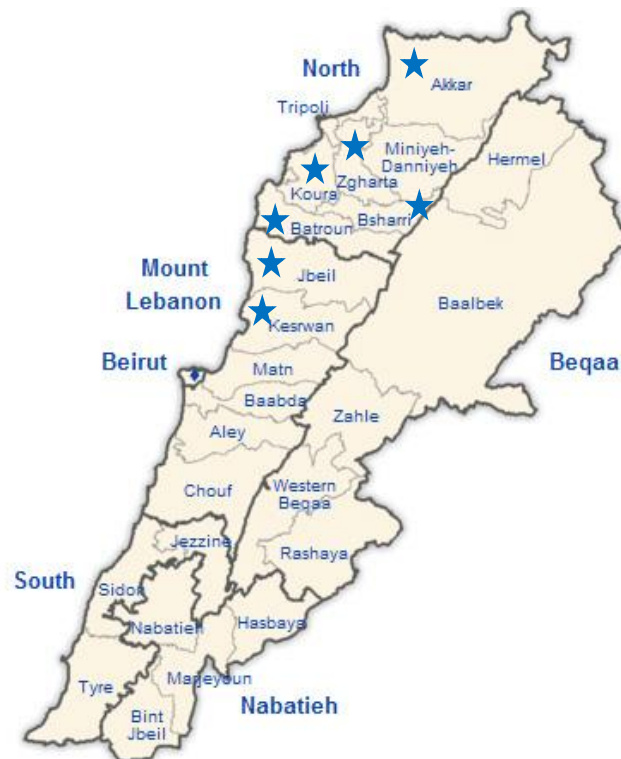 North
Akkar
Tripoli
Miniyeh-
Danniyeh
Hermel
Zgharta
Koura
Bsharri
Batroun
Mount
Lebanon
Jbeil
Baalbek
Kesrwan
Beirut
Matn
Beqaa
Baabda
Zahle
Aley
Western
Beqaa
Chouf
Jezzine
Rashaya
South
Sidon
Nabatieh
Hasbaya
Marjeyoun
Tyre
Nabatieh
Bint
Jbeil